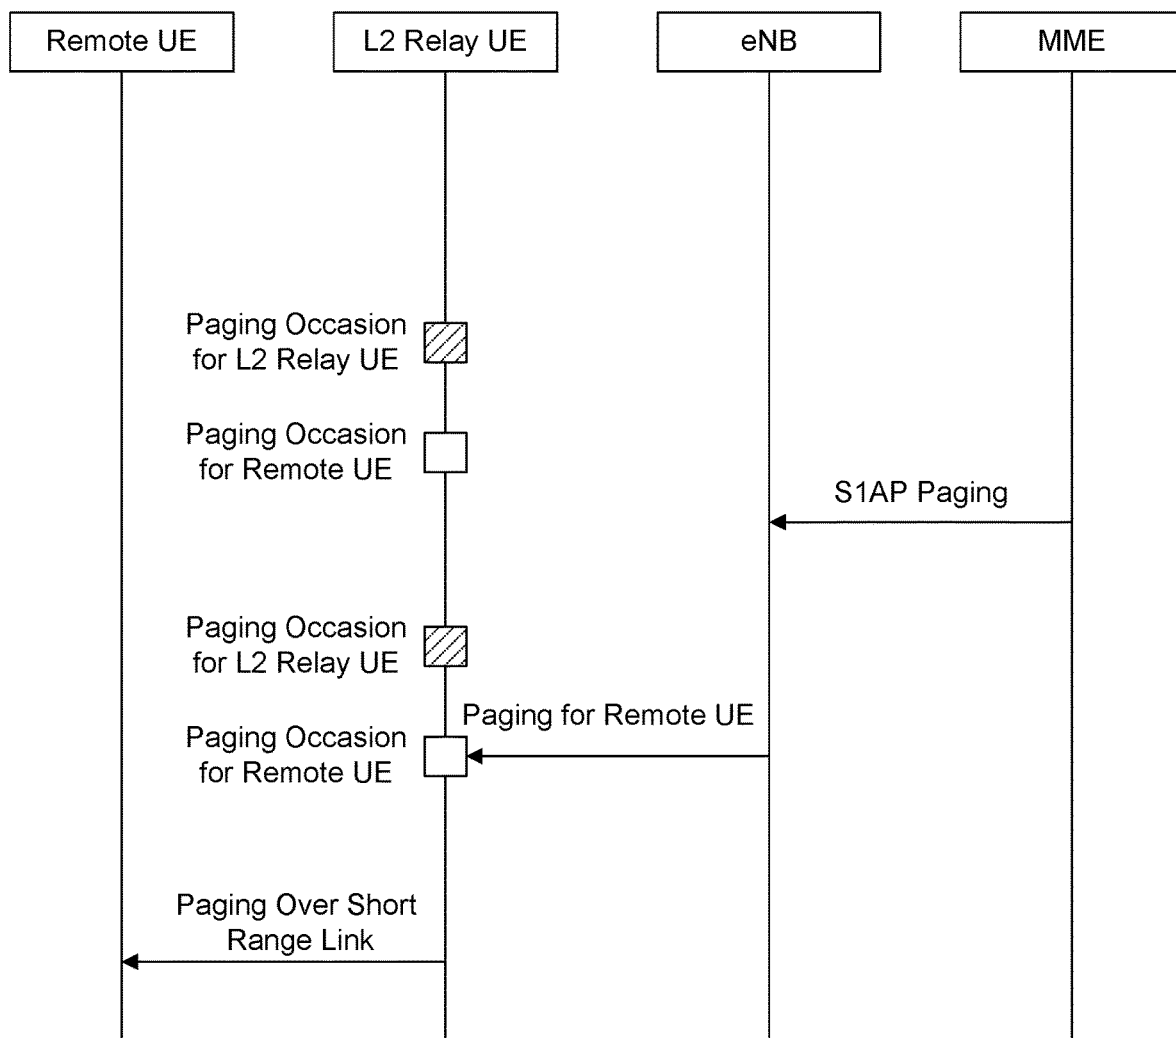 Remote UE
L2 Relay UE
eNB
MME
Paging Occasion
for L2 Relay UE
Paging Occasion
for Remote UE
S1AP Paging
Paging Occasion
for L2 Relay UE
Paging for Remote UE
Paging Occasion
for Remote UE
Paging Over Short
Range Link